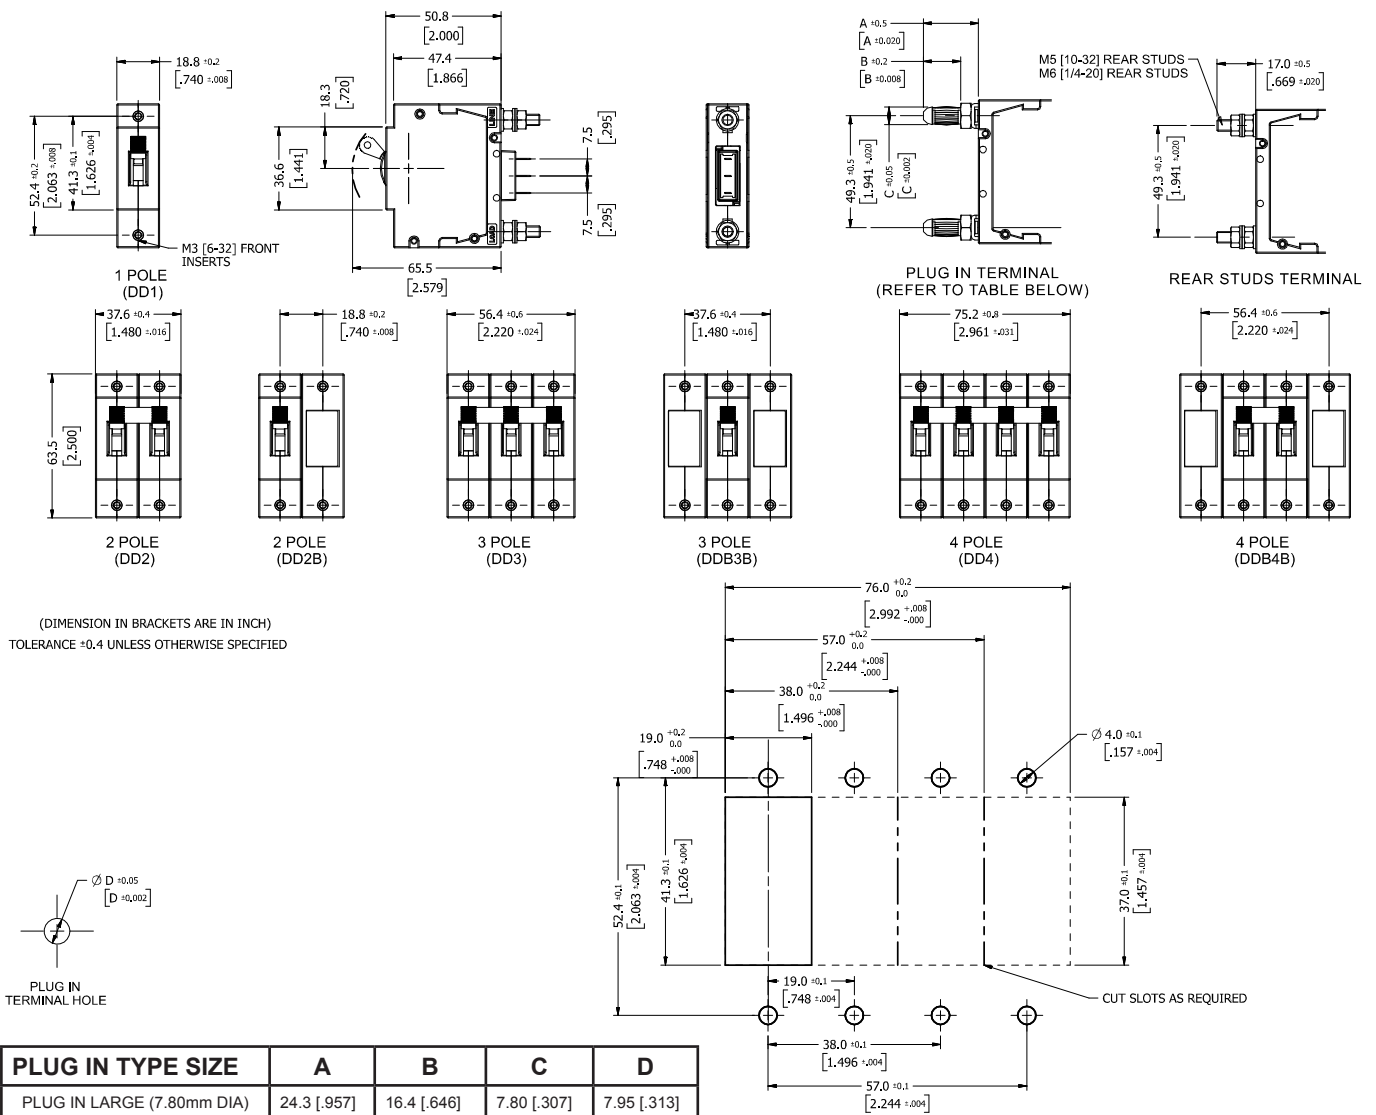 50.8
[2.000]
47.4
[1.866]
18.8 ±0.2
[.740 ±.008]
18.3
[.720]
52.4 ±0.2
[2.063 ±.008]
41.3 ±0.1
[1.626 ±.004]
36.6
[1.441]
LINE
LOAD
7.5
[.295]
7.5
[.295]
65.5
[2.579]
M3 [6-32] FRONT
INSERTS
1 POLE
(DD1)
A ±0.5
[A ±0.020]
B ±0.2
[B ±0.008]
49.3 ±0.5
[1.941 ±.020]
C ±0.05
[C ±0.002]
PLUG IN TERMINAL
(REFER TO TABLE BELOW)
M5 [10-32] REAR STUDS
M6 [1/4-20] REAR STUDS
17.0 ±0.5
[.669 ±.020]
49.3 ±0.5
[1.941 ±.020]
REAR STUDS TERMINAL
37.6 ±0.4
[1.480 ±.016]
63.5
[2.500]
2 POLE
(DD2)
18.8 ±0.2
[.740 ±.008]
2 POLE
(DD2B)
56.4 ±0.6
[2.220 ±.024]
3 POLE
(DD3)
37.6 ±0.4
[1.480 ±.016]
3 POLE
(DDB3B)
75.2 ±0.8
[2.961 ±.031]
4 POLE
(DD4)
56.4 ±0.6
[2.220 ±.024]
4 POLE
(DDB4B)
(DIMENSION IN BRACKETS ARE IN INCH)
TOLERANCE ±0.4 UNLESS OTHERWISE SPECIFIED
76.0 +0.2 0.0
[2.992 +.008 -.000]
57.0 +0.2 0.0
[2.244 +.008 -.000]
38.0 +0.2 0.0
[1.496 +.008 -.000]
19.0 +0.2 0.0
[.748 +.008 -.000]
Ø 4.0 ±0.1
[.157 ±.004]
52.4 ±0.1
[2.063 ±.004]
41.3 ±0.1
[1.626 ±.004]
37.0 ±0.1
[1.457 ±.004]
19.0 ±0.1
[.748 ±.004]
CUT SLOTS AS REQUIRED
38.0 ±0.1
[1.496 ±.004]
57.0 ±0.1
[2.244 ±.004]
Ø D ±0.05
[D ±0.002]
PLUG IN
TERMINAL HOLE
PLUG IN TYPE SIZE A B C D
PLUG IN LARGE (7.80mm DIA) 24.3 [.957] 16.4 [.646] 7.80 [.307] 7.95 [.313]